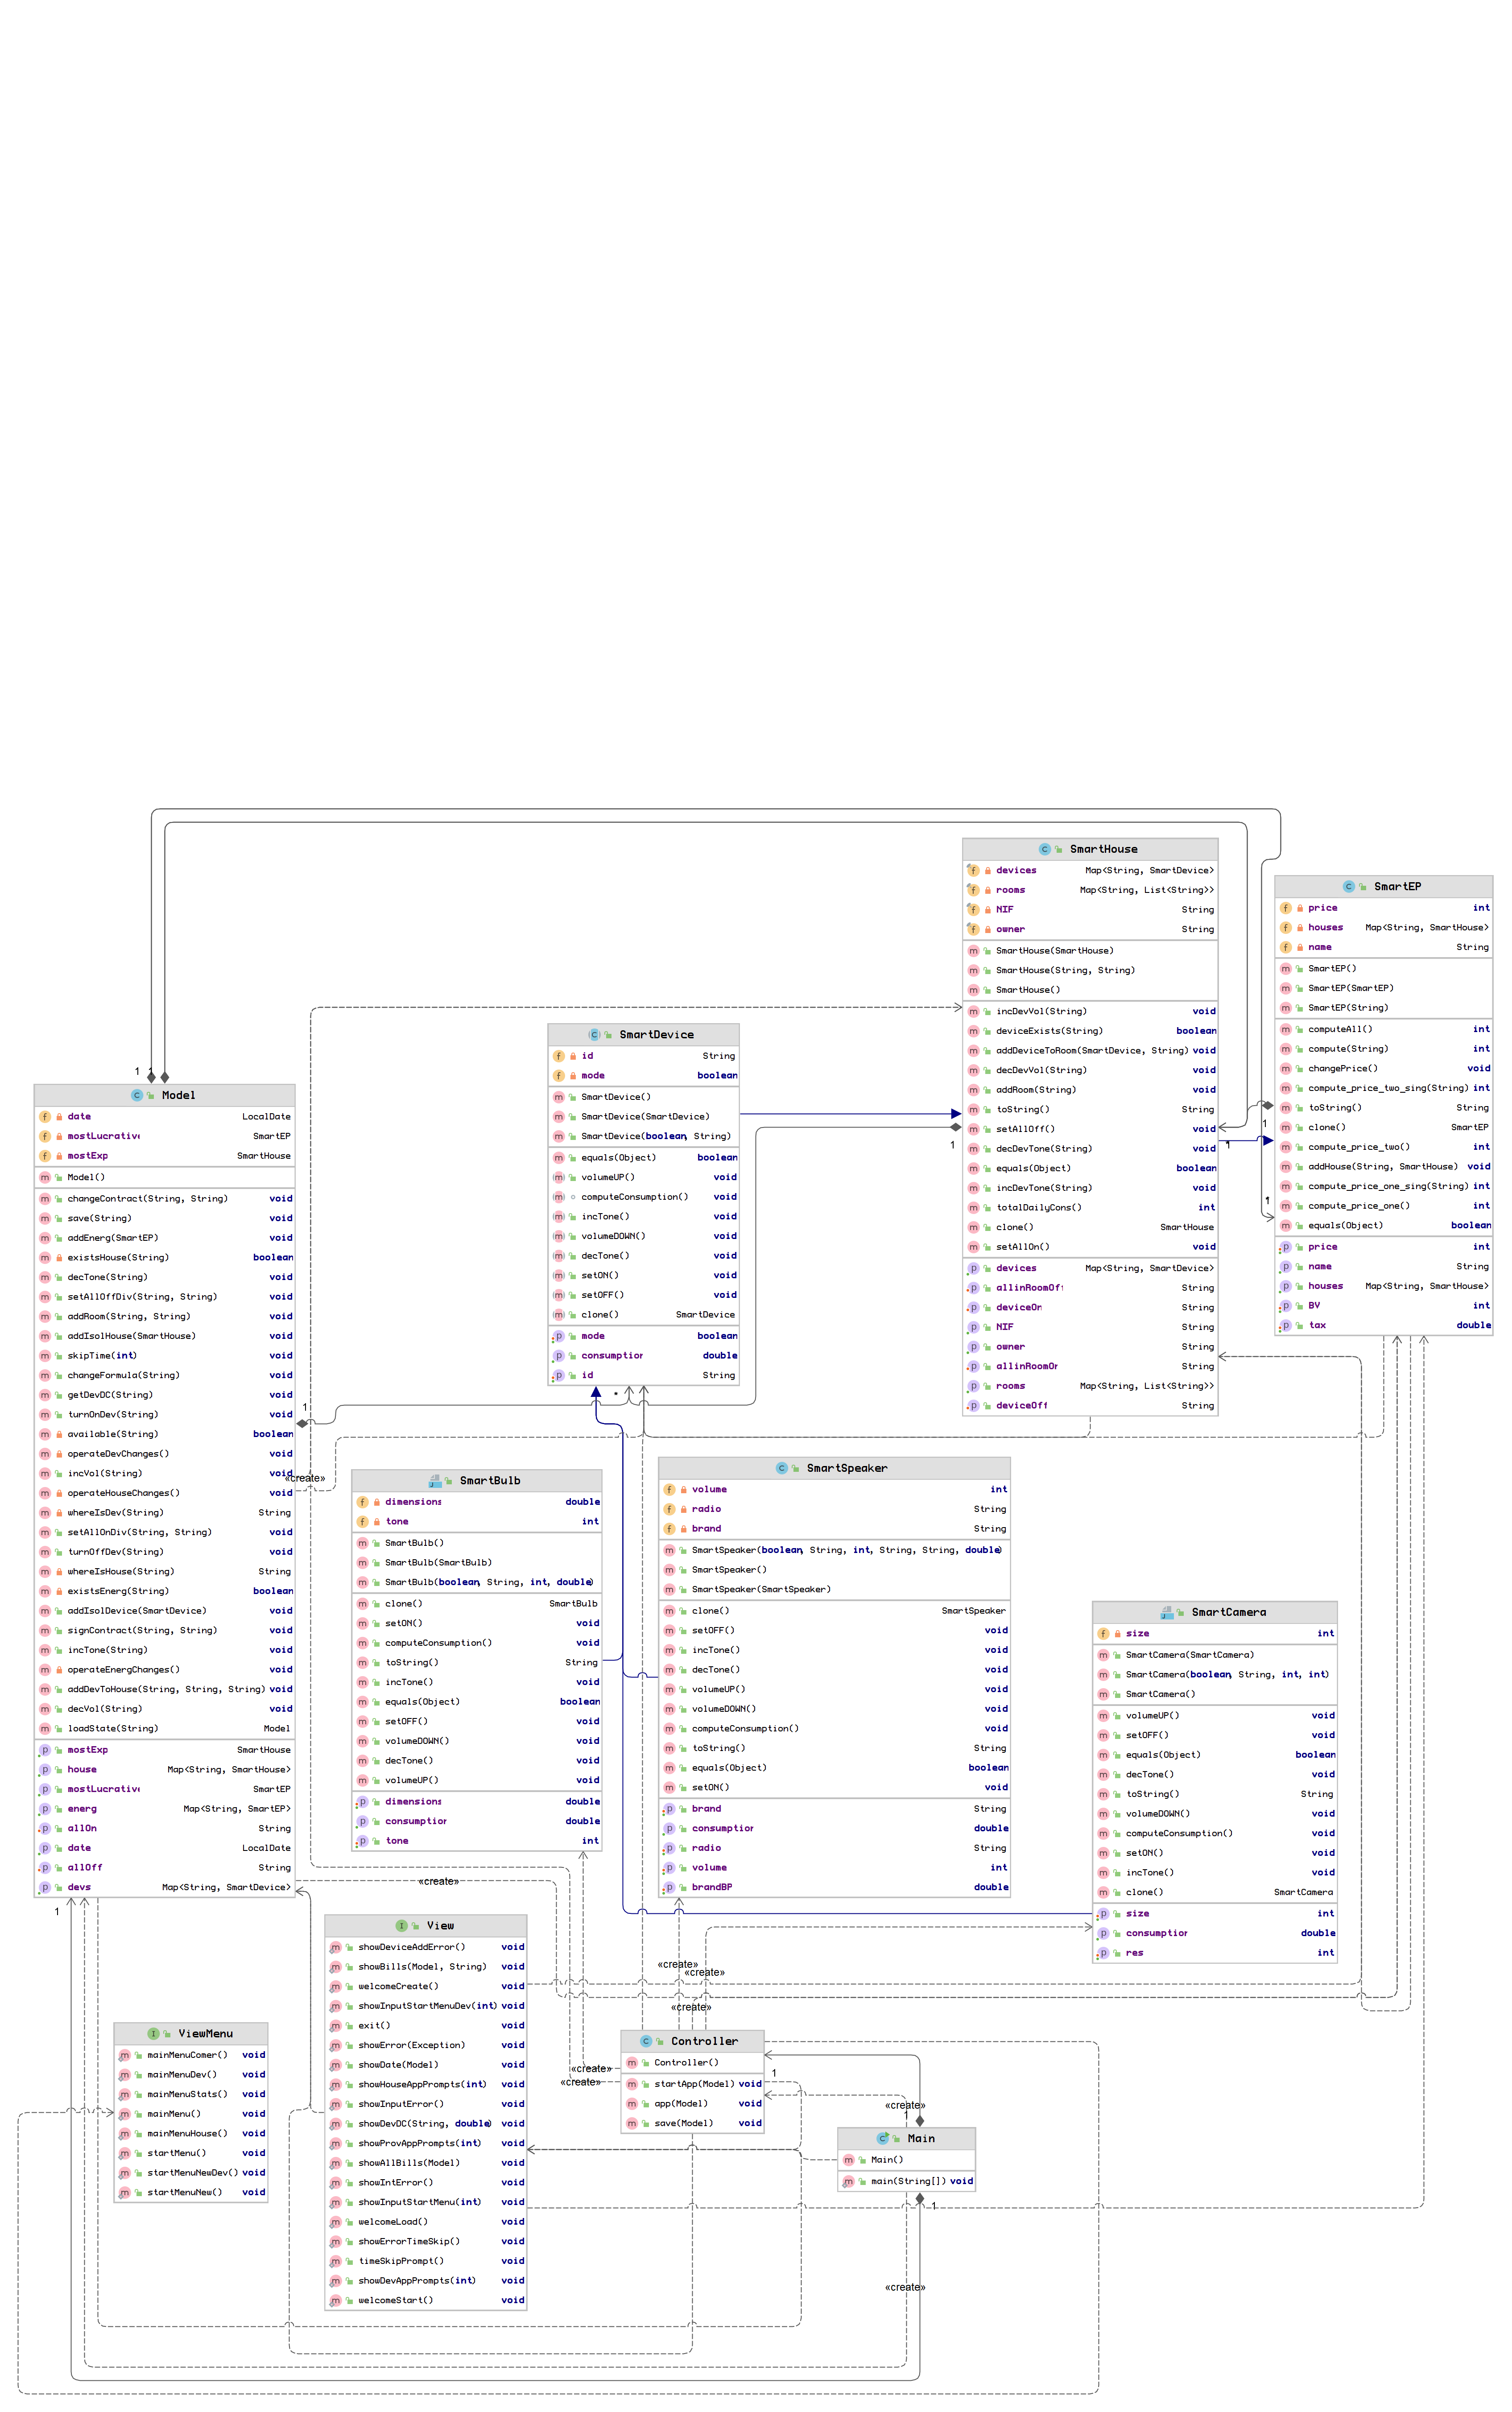 SmartHouse
devices Map<String, SmartDevice>
rooms Map<String, List<String>>
NIF String
owner String
SmartHouse(SmartHouse)
SmartHouse(String, String)
SmartHouse()
incDevVol(String) void
deviceExists(String) boolean
addDeviceToRoom(SmartDevice, String) void
decDevVol(String) void
addRoom(String) void
toString() String
setAllOff() void
decDevTone(String) void
equals(Object) boolean
incDevTone(String) void
totalDailyCons() int
clone() SmartHouse
setAllOn() void
devices Map<String, SmartDevice>
allinRoomOf String
deviceOn String
NIF String
owner String
allinRoomOr String
rooms Map<String, List<String>>
deviceOff String
SmartEP
price int
houses Map<String, SmartHouse>
name String
SmartEP()
SmartEP(SmartEP)
SmartEP(String)
computeAll() int
compute(String) int
changePrice() void
compute_price_two_sing(String) int
toString() String
clone() SmartEP
compute_price_two() int
addHouse(String, SmartHouse) void
compute_price_one_sing(String) int
compute_price_one() int
equals(Object) boolean
price int
name String
houses Map<String, SmartHouse>
BV int
tax double
SmartDevice
id String
mode boolean
SmartDevice()
SmartDevice(SmartDevice)
SmartDevice(boolean, String)
equals(Object) boolean
volumeUP() void
computeConsumption() void
incTone() void
volumeDOWN() void
decTone() void
setON() void
setOFF() void
clone() SmartDevice
mode boolean
consumption double
id String
Model
date LocalDate
mostLucrative SmartEP
mostExp SmartHouse
Model()
changeContract(String, String) void
save(String) void
addEnerg(SmartEP) void
existsHouse(String) boolean
decTone(String) void
setAllOffDiv(String, String) void
addRoom(String, String) void
addIsolHouse(SmartHouse) void
skipTime(int) void
changeFormula(String) void
getDevDC(String) void
turnOnDev(String) void
available(String) boolean
operateDevChanges() void
incVol(String) void
operateHouseChanges() void
whereIsDev(String) String
setAllOnDiv(String, String) void
turnOffDev(String) void
whereIsHouse(String) String
existsEnerg(String) boolean
addIsolDevice(SmartDevice) void
signContract(String, String) void
incTone(String) void
operateEnergChanges() void
addDevToHouse(String, String, String) void
decVol(String) void
loadState(String) Model
mostExp SmartHouse
house Map<String, SmartHouse>
mostLucrative SmartEP
energ Map<String, SmartEP>
allOn String
date LocalDate
allOff String
devs Map<String, SmartDevice>
SmartBulb
dimensions double
tone int
SmartBulb()
SmartBulb(SmartBulb)
SmartBulb(boolean, String, int, double)
clone() SmartBulb
setON() void
computeConsumption() void
toString() String
incTone() void
equals(Object) boolean
setOFF() void
volumeDOWN() void
decTone() void
volumeUP() void
dimensions double
consumption double
tone int
SmartSpeaker
volume int
radio String
brand String
SmartSpeaker(boolean, String, int, String, String, double)
SmartSpeaker()
SmartSpeaker(SmartSpeaker)
clone() SmartSpeaker
setOFF() void
incTone() void
decTone() void
volumeUP() void
volumeDOWN() void
computeConsumption() void
toString() String
equals(Object) boolean
setON() void
brand String
consumption double
radio String
volume int
brandBP double
SmartCamera
size int
SmartCamera(SmartCamera)
SmartCamera(boolean, String, int, int)
SmartCamera()
volumeUP() void
setOFF() void
equals(Object) boolean
decTone() void
toString() String
volumeDOWN() void
computeConsumption() void
setON() void
incTone() void
clone() SmartCamera
size int
consumption double
res int
View
showDeviceAddError() void
showBills(Model, String) void
welcomeCreate() void
showInputStartMenuDev(int) void
exit() void
showError(Exception) void
showDate(Model) void
showHouseAppPrompts(int) void
showInputError() void
showDevDC(String, double) void
showProvAppPrompts(int) void
showAllBills(Model) void
showIntError() void
showInputStartMenu(int) void
welcomeLoad() void
showErrorTimeSkip() void
timeSkipPrompt() void
showDevAppPrompts(int) void
welcomeStart() void
ViewMenu
mainMenuComer() void
mainMenuDev() void
mainMenuStats() void
mainMenu() void
mainMenuHouse() void
startMenu() void
startMenuNewDev() void
startMenuNew() void
Controller
Controller()
startApp(Model) void
app(Model) void
save(Model) void
Main
Main()
main(String[]) void
«create»
«create»
«create»
«create»
«create»
«create»
«create»
«create»
«create»
1
1
1
1
1
1
1
*
1
1
1
1